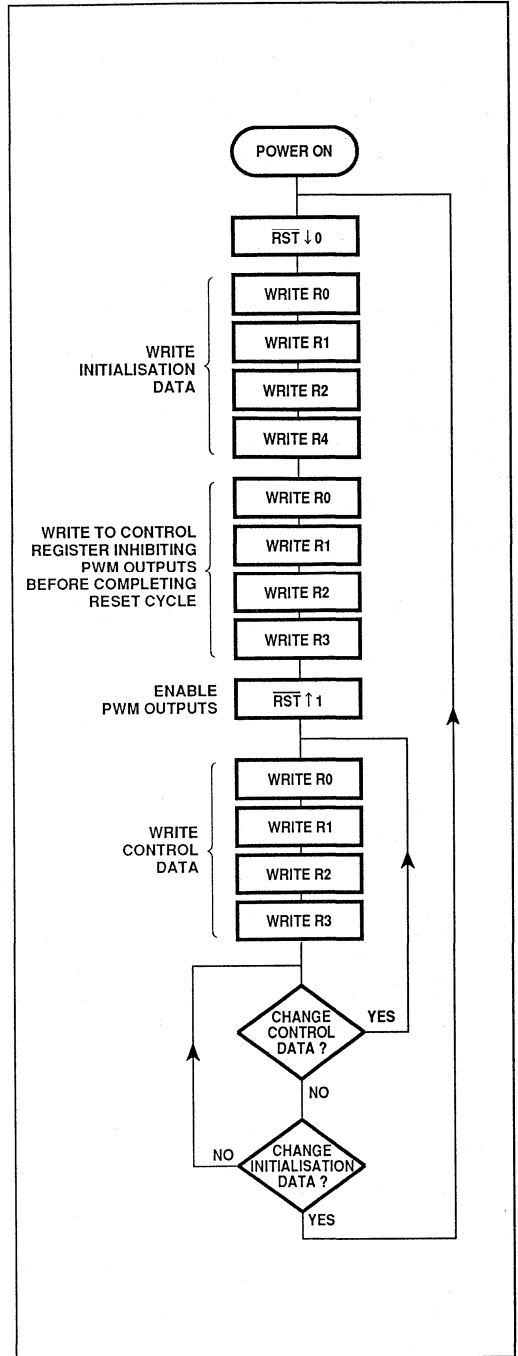 POWER ON
RST ↓ 0
WRITE
INITIALISATION
DATA
WRITE R0
WRITE R1
WRITE R2
WRITE R4
WRITE TO CONTROL
REGISTER INHIBITING
PWM OUTPUTS
BEFORE COMPLETING
RESET CYCLE
WRITE R0
WRITE R1
WRITE R2
WRITE R3
ENABLE
PWM OUTPUTS
RST ↑ 1
WRITE
CONTROL
DATA
WRITE R0
WRITE R1
WRITE R2
WRITE R3
CHANGE
CONTROL
DATA ?
YES
NO
CHANGE
INITIALISATION
DATA ?
NO
YES